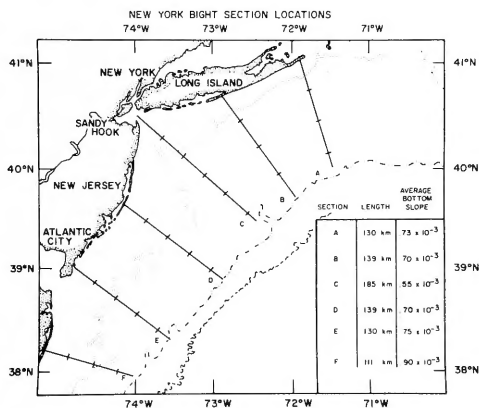 NEW YORK BIGHT SECTION LOCATIONS
74°W 73°W 72°W 71°W
41°N 41°N
NEW YORK
LONG ISLAND
SANDY
HOOK
40°N 40°N
NEW JERSEY
ATLANTIC
CITY
39°N 39°N
38°N 38°N
A
B
C
D
E
F
SECTION LENGTH AVERAGE BOTTOM SLOPE
A 130 km .73 x 10-3
B 139 km .70 x 10-3
C 185 km .55 x 10-3
D 139 km .70 x 10-3
E 130 km .75 x 10-3
F 111 km .90 x 10-3
74°W 73°W 72°W 71°W